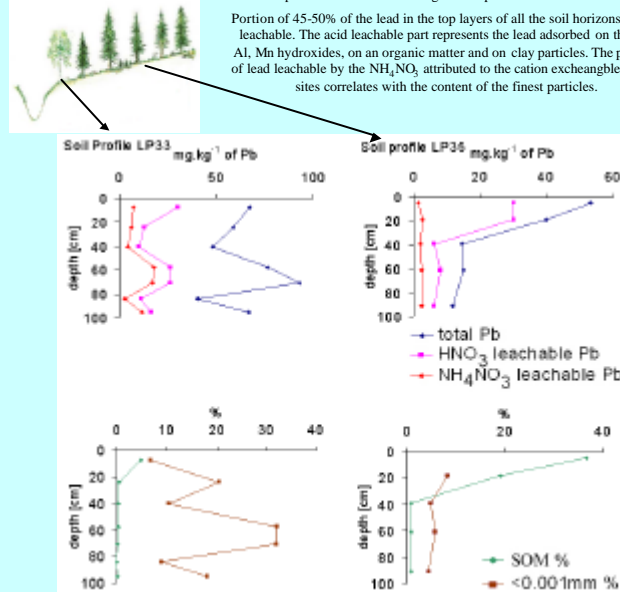 Portion of 45-50% of the lead in the top layers of all the soil horizons
leachable. The acid leachable part represents the lead adsorbed on th
Al, Mn hydroxides, on an organic matter and on clay particles. The p
of lead leachable by the NH4NO3 attributed to the cation excheangble
sites correlates with the content of the finest particles.
Soil Profile LP33
mg.kg-1 of Pb
0 50 100
depth [cm]
0
20
40
60
80
100
Soil profile LP35
mg.kg-1 of Pb
0 20 40 60
depth [cm]
0
20
40
60
80
100
total Pb
HNO3 leachable Pb
NH4NO3 leachable Pb
%
0 10 20 30 40
depth [cm]
0
20
40
60
80
100
%
0 20 40
depth [cm]
0
20
40
60
80
100
SOM %
<0.001mm %